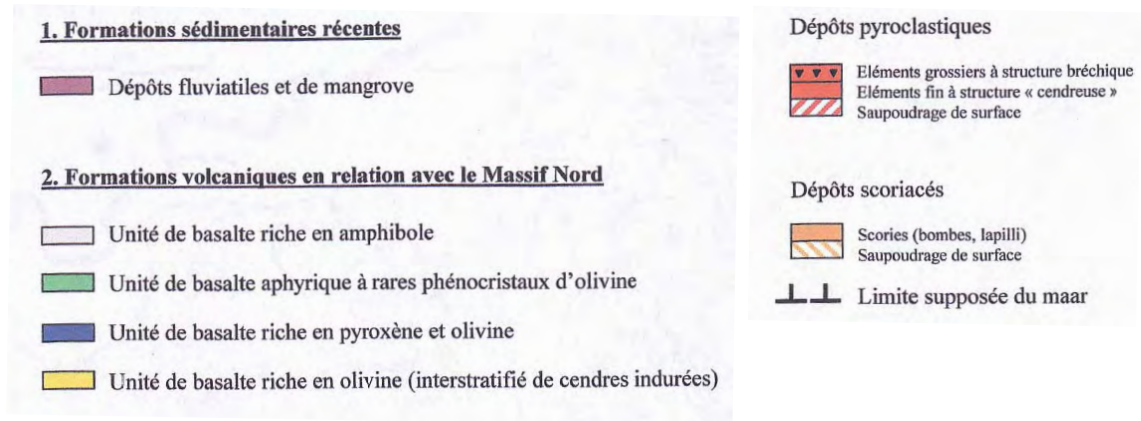 1. Formations sédimentaires récentes
Dépôts fluviatiles et de mangrove
2. Formations volcaniques en relation avec le Massif Nord
Unité de basalte riche en amphibole
Unité de basalte aphyrique à rares phénocristaux d'olivine
Unité de basalte riche en pyroxène et olivine
Unité de basalte riche en olivine (interstratifié de cendres indurées)
Dépôts pyroclastiques
Eléments grossiers à structure bréchique
Eléments fin à structure « cendreuse »
Saupoudrage de surface
Dépôts scoriacés
Scories (bombes, lapilli)
Saupoudrage de surface
Limite supposée du maar